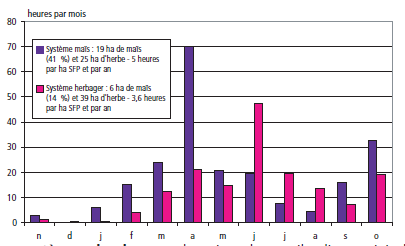 heures par mois
80
70
60
50
40
30
20
10
0
Système maïs : 19 ha de maïs
(41 %) et 25 ha d'herbe - 5 heures
par ha SFP et par an
Système herbager : 6 ha de maïs
(14 %) et 39 ha d'herbe - 3,6 heures
par ha SFP et par an
n d j f m a m j j a s o